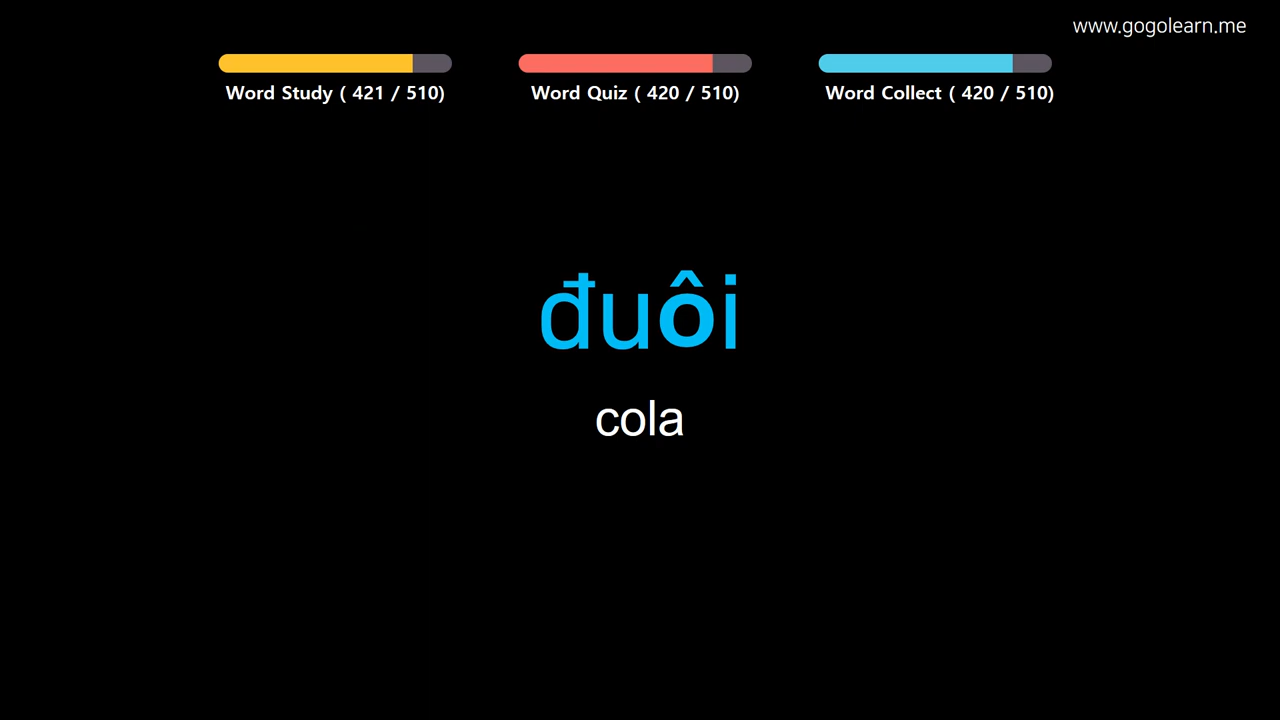 www.gogolearn.me
Word Study ( 421 / 510)
Word Quiz ( 420 / 510)
Word Collect ( 420 / 510)
đuôi
cola